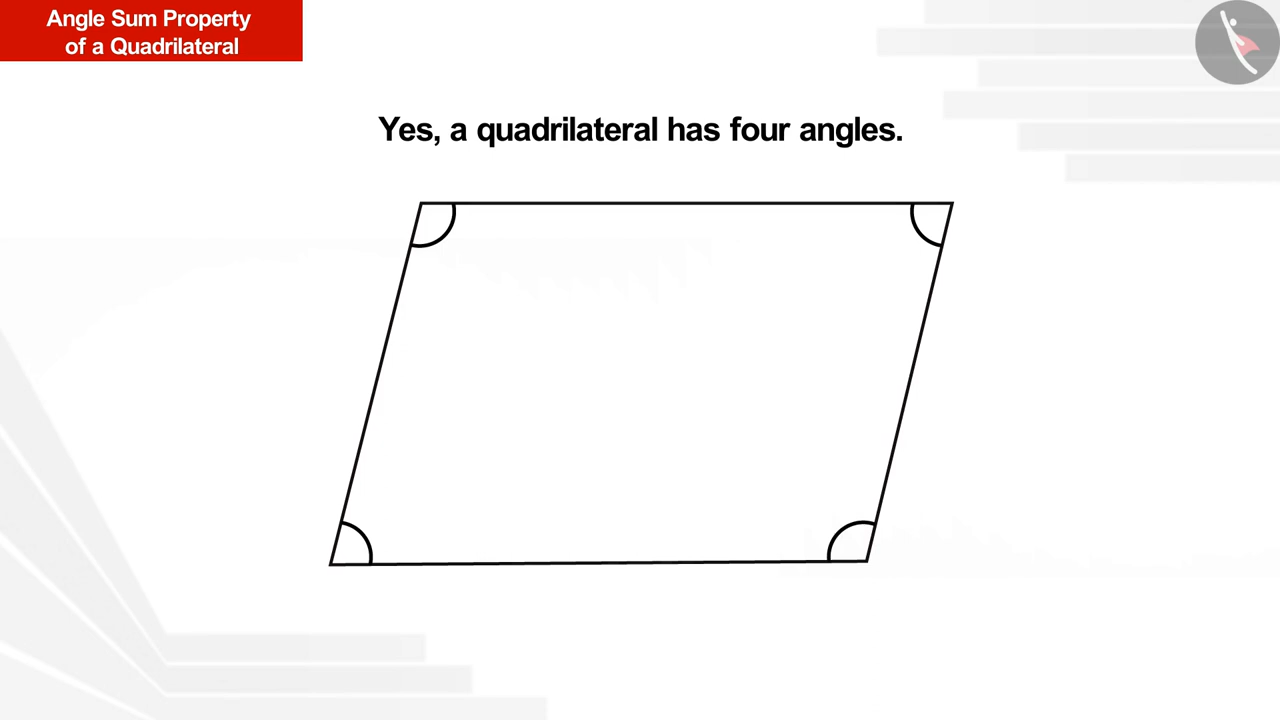 Angle Sum Property
of a Quadrilateral
Yes, a quadrilateral has four angles.